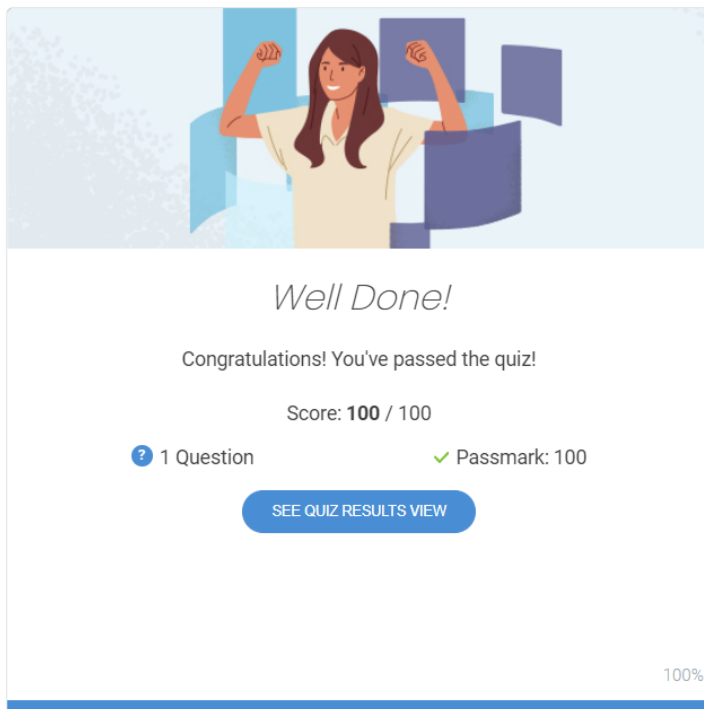 Well Done!
Congratulations! You've passed the quiz!
Score: 100 / 100
? 1 Question
Passmark: 100
SEE QUIZ RESULTS VIEW
100%